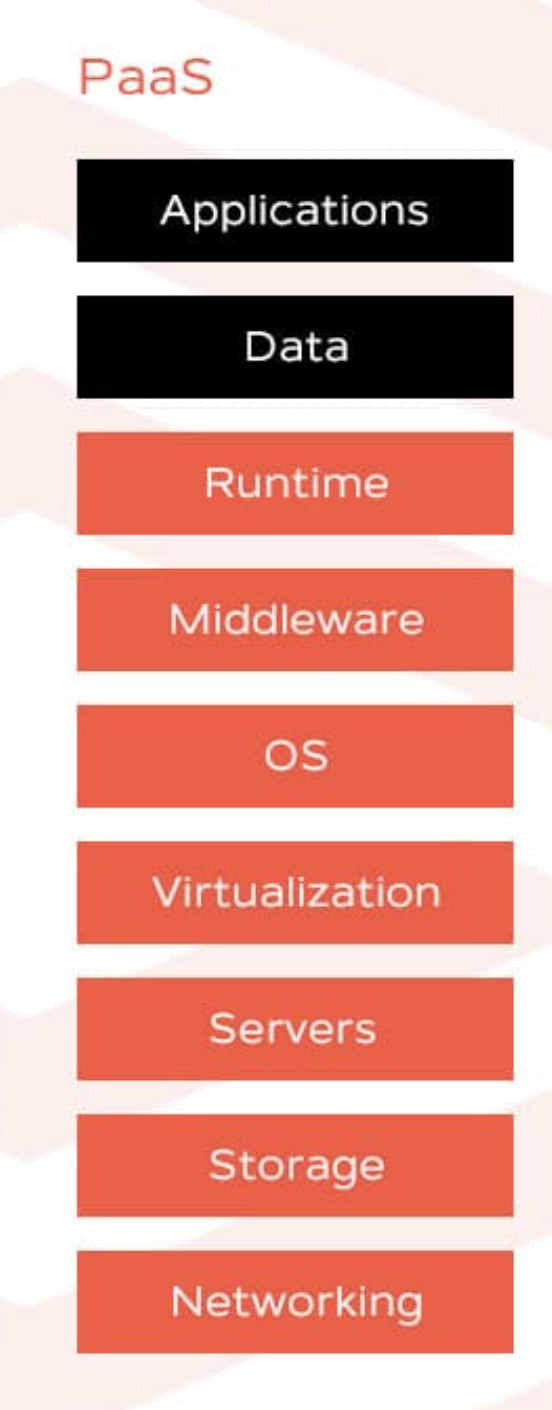 PaaS
Applications
Data
Runtime
Middleware
OS
Virtualization
Servers
Storage
Networking